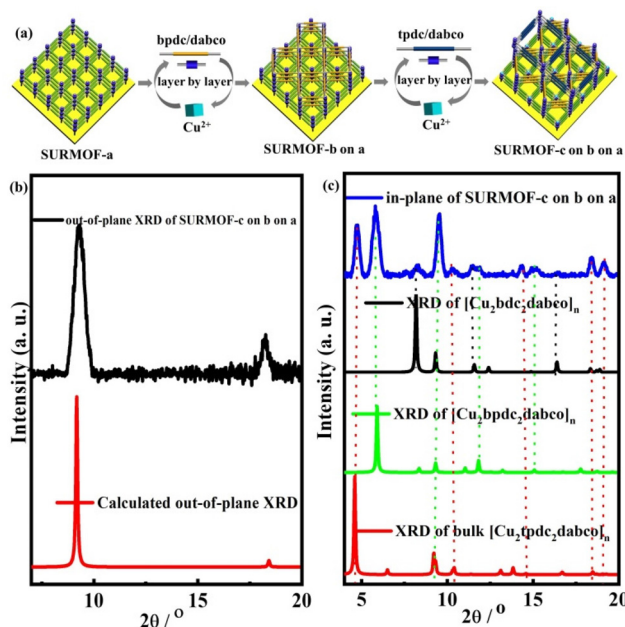 (a)
bpdc/dabco
tpdc/dabco
layer by layer
layer by layer
Cu²⁺
Cu²⁺
SURMOF-a
SURMOF-b on a
SURMOF-c on b on a
(b)
out-of-plane XRD of SURMOF-c on b on a
Calculated out-of-plane XRD
Intensity (a. u.)
10
15
20
2θ / °
(c)
in-plane of SURMOF-c on b on a
XRD of [Cu₂bdc₂dabco]ₙ
XRD of [Cu₂bpdc₂dabco]ₙ
XRD of bulk [Cu₂tpdc₂dabco]ₙ
Intensity (a. u.)
5
10
15
20
2θ / °